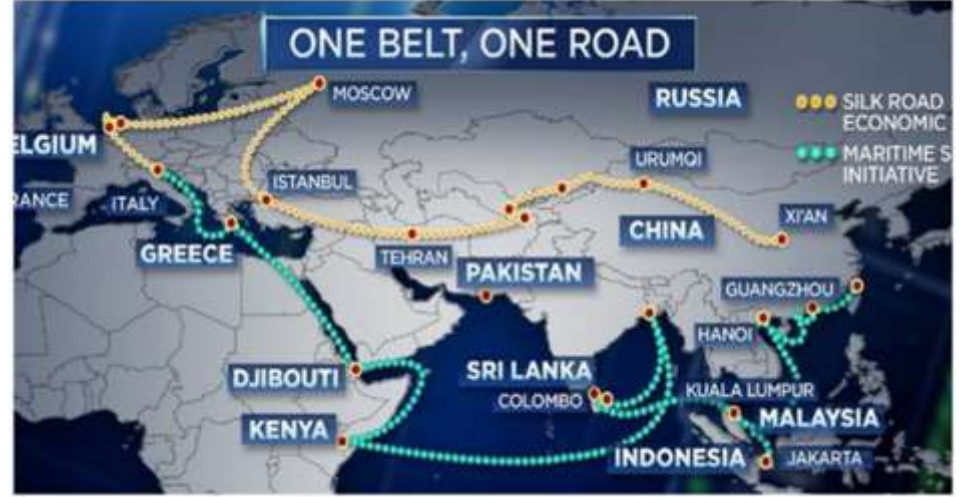 ONE BELT, ONE ROAD
MOSCOW
RUSSIA
SILK ROAD
ECONOMIC
MARITIME S
INITIATIVE
ELGIUM
URUMQI
ISTANBUL
RANCE
ITALY
XI'AN
CHINA
GREECE
TEHRAN
PAKISTAN
GUANGZHOU
HANOI
DJIBOUTI
SRI LANKA
COLOMBO
KUALA LUMPUR
MALAYSIA
KENYA
INDONESIA
JAKARTA